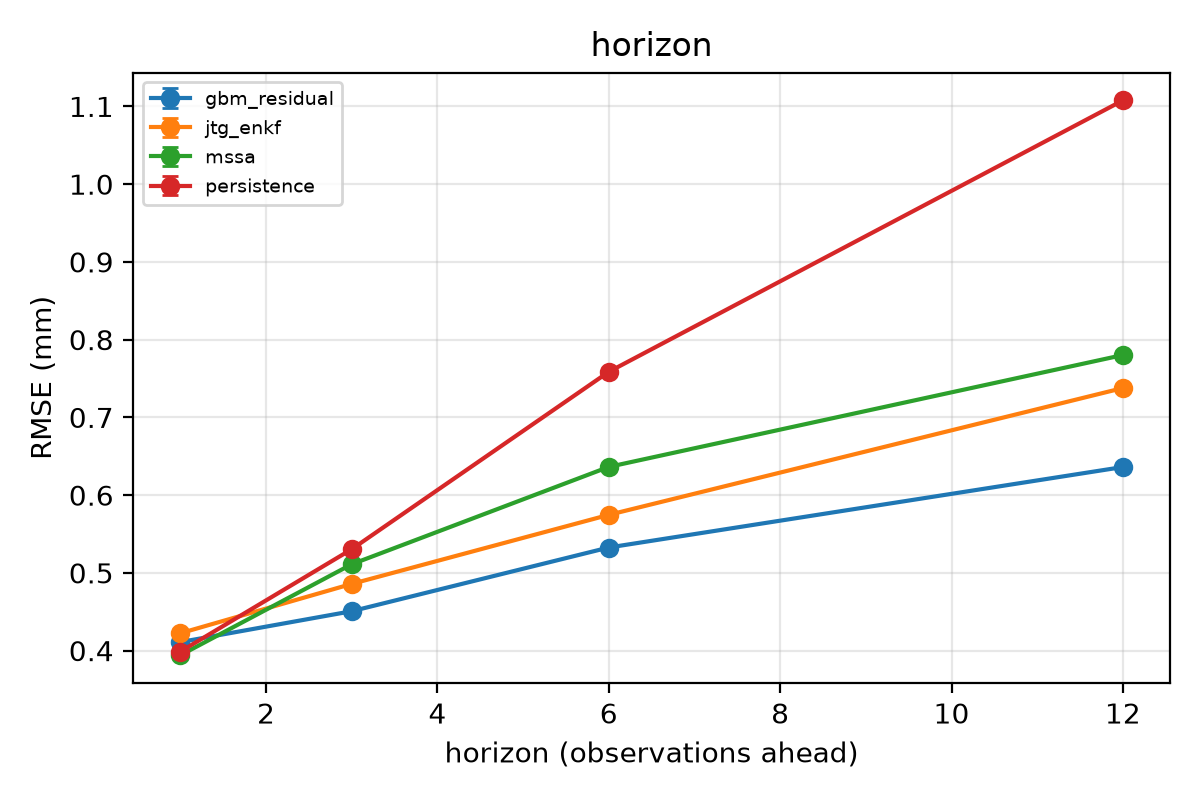 horizon
gbm_residual
jtg_enkf
mssa
persistence
RMSE (mm)
1.1
1.0
0.9
0.8
0.7
0.6
0.5
0.4
2 4 6 8 10 12
horizon (observations ahead)